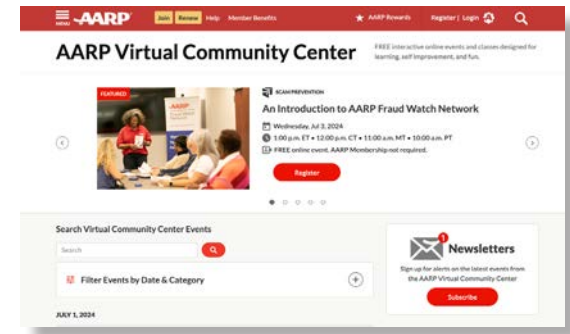 MENU AARP Join Renew Help Member Benefits ★ AARP Rewards Register | Login
AARP Virtual Community Center
FREE interactive online events and classes designed for
learning, self improvement, and fun.
FEATURED
AARP
SCAM PREVENTION
An Introduction to AARP Fraud Watch Network
Wednesday, Jul 3, 2024
1:00 p.m. ET • 12:00 p.m. CT • 11:00 a.m. MT • 10:00 a.m. PT
FREE online event. AARP Membership not required.
Register
Search Virtual Community Center Events
Search
Filter Events by Date & Category
JULY 1, 2024
1
Newsletters
Sign up for alerts on the latest events from
the AARP Virtual Community Center
Subscribe